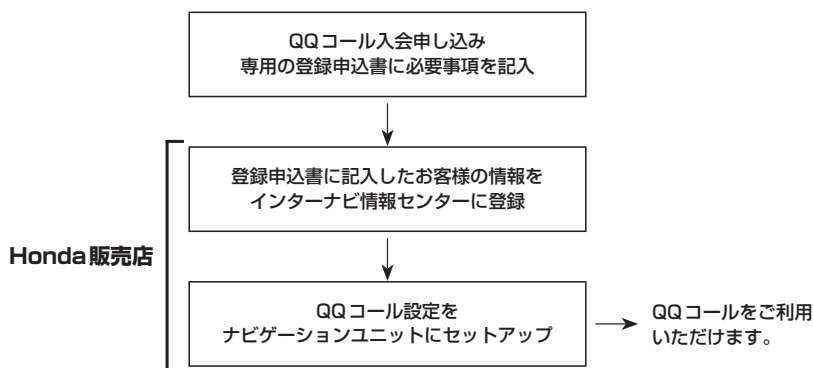 QQコール入会申し込み
専用の登録申込書に必要事項を記入
登録申込書に記入したお客様の情報を
インターナビ情報センターに登録
Honda販売店
QQコール設定を
ナビゲーションユニットにセットアップ
QQコールをご利用
いただけます。